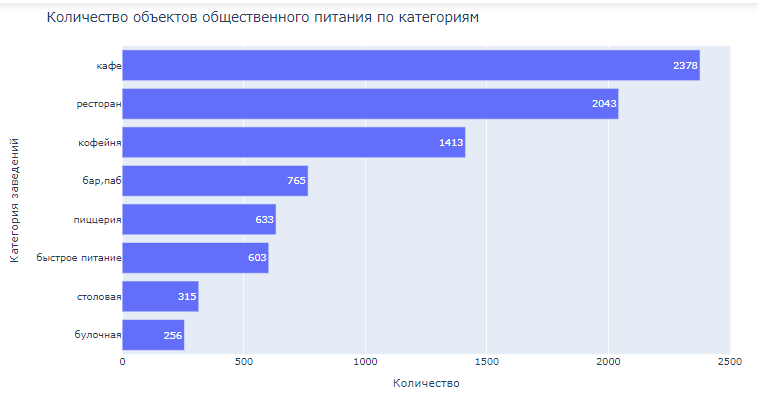 Количество объектов общественного питания по категориям
Категория заведений
кафе 2378
ресторан 2043
кофейня 1413
бар,паб 765
пиццерия 633
быстрое питание 603
столовая 315
булочная 256
0 500 1000 1500 2000 2500
Количество